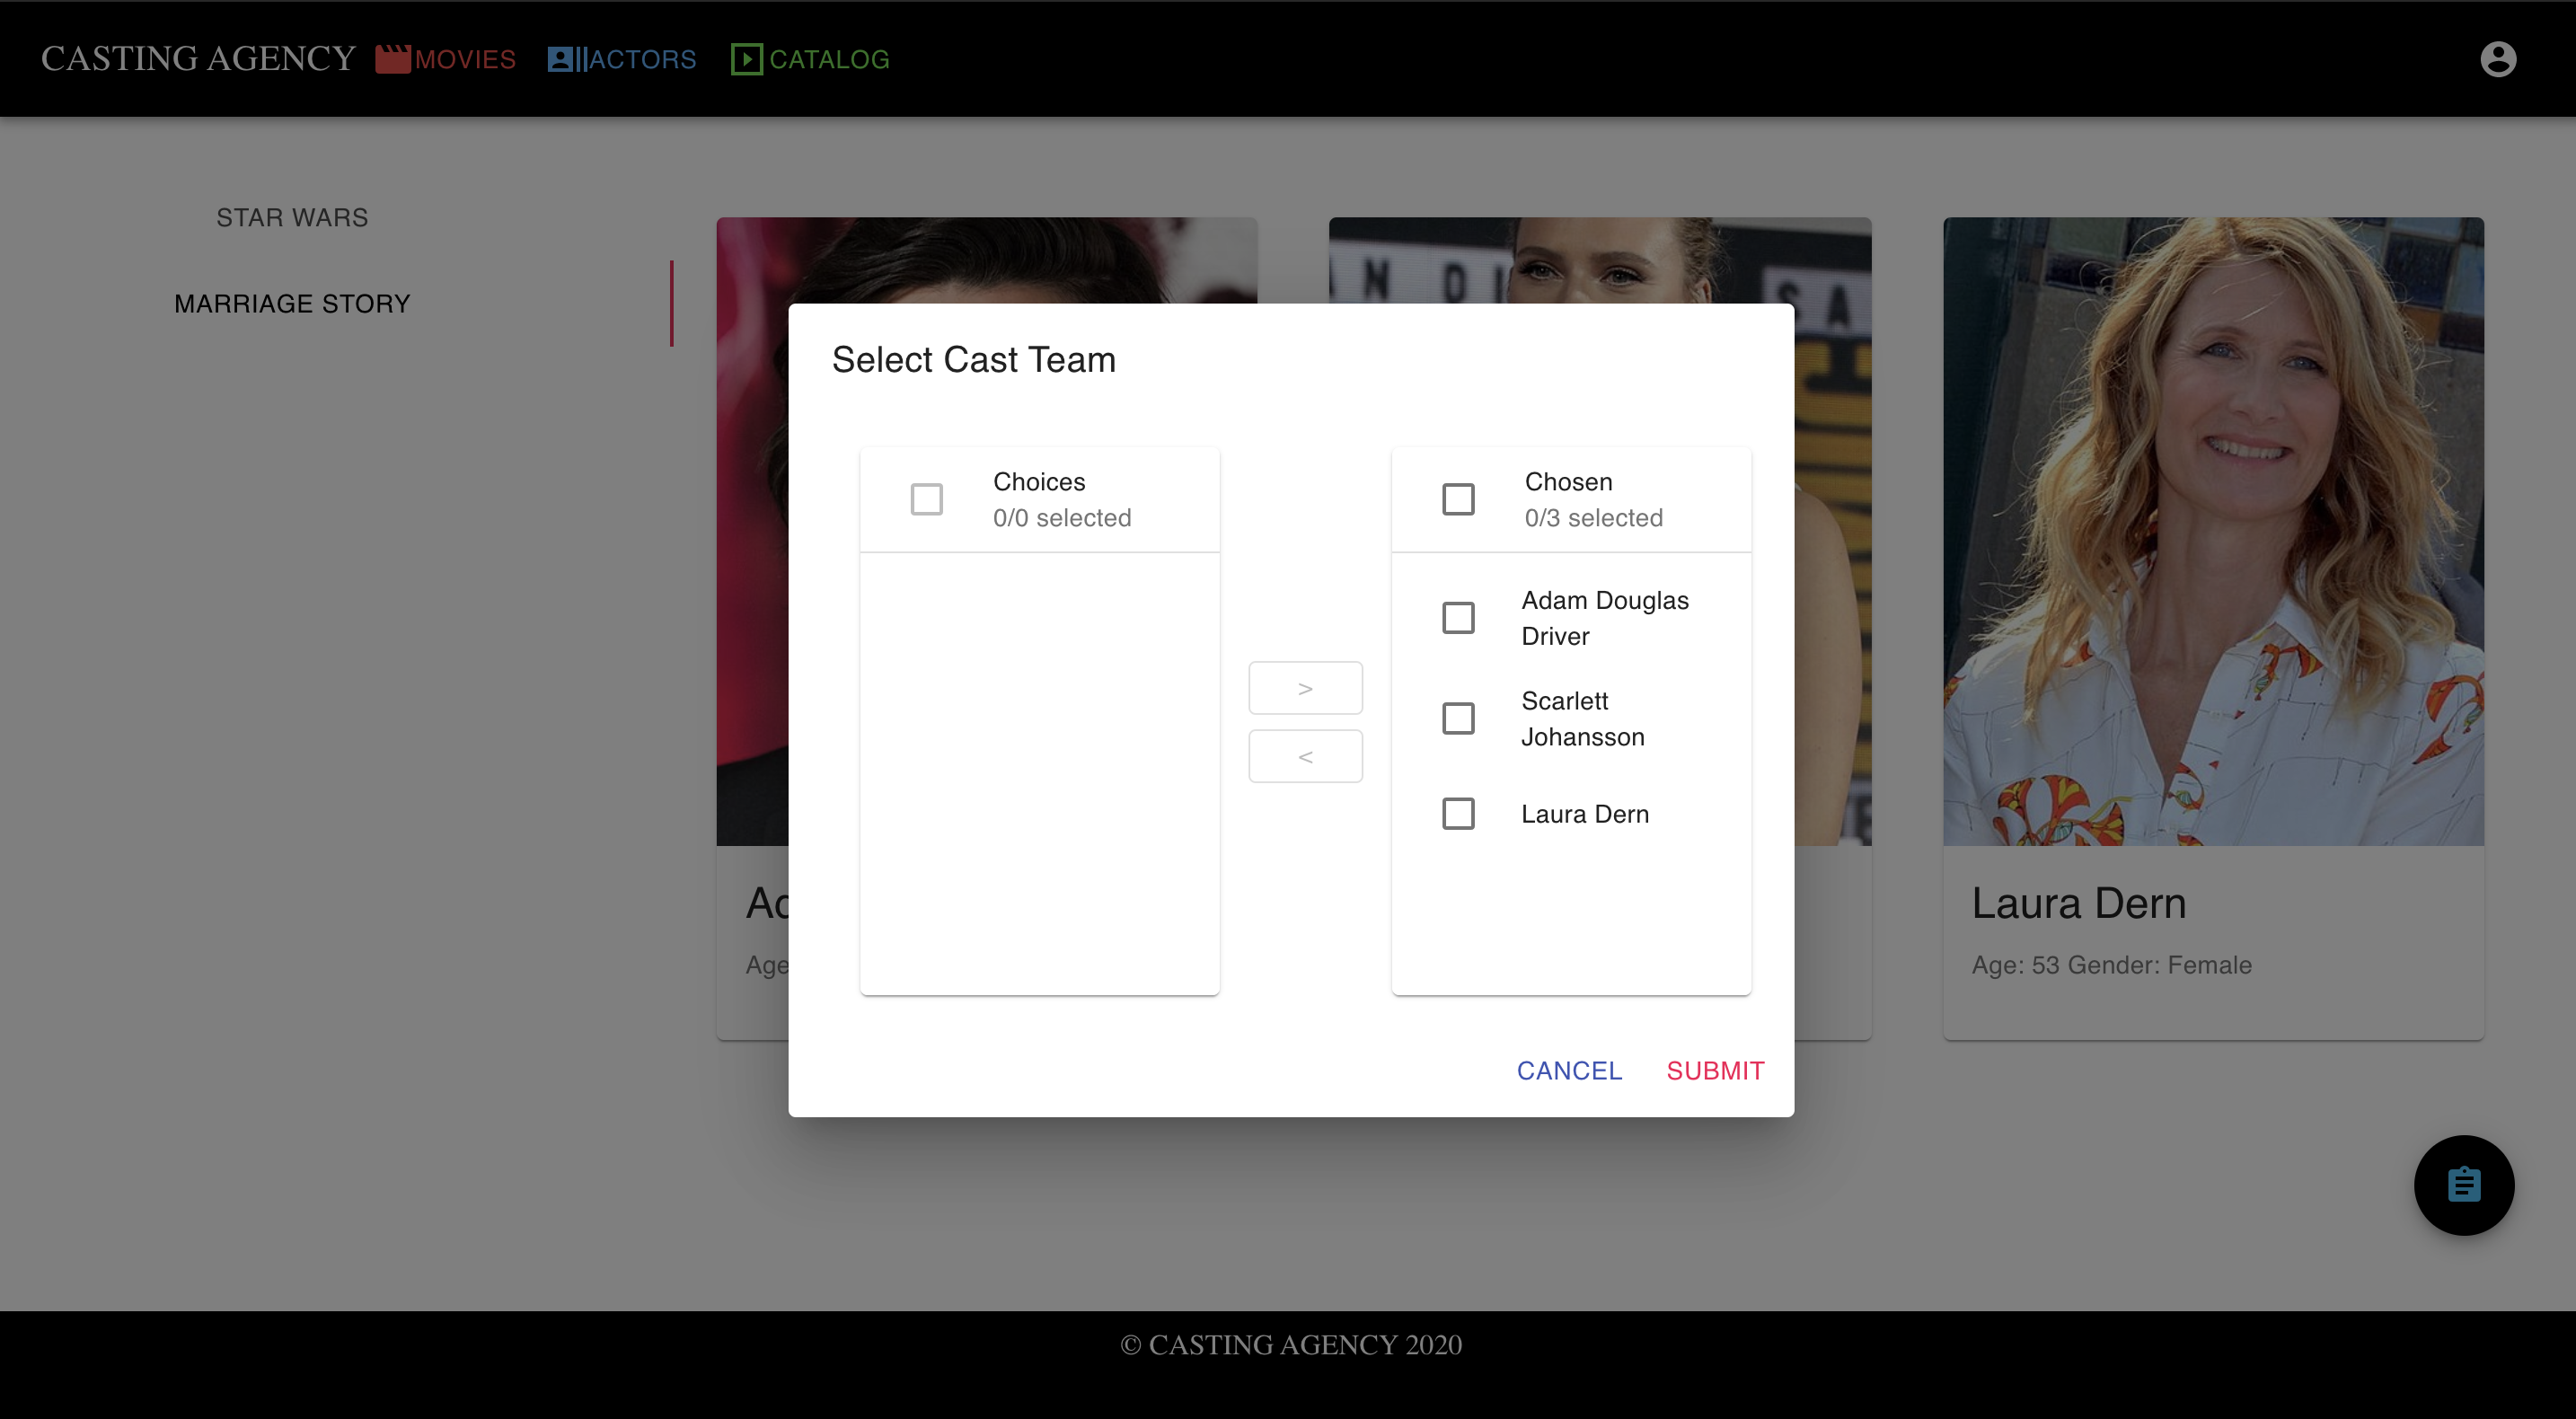 CASTING AGENCY MOVIES ACTORS CATALOG
STAR WARS
MARRIAGE STORY
Select Cast Team
Choices
0/0 selected
Chosen
0/3 selected
Adam Douglas
Driver
Scarlett
Johansson
Laura Dern
>
<
CANCEL SUBMIT
Age
Laura Dern
Age: 53 Gender: Female
© CASTING AGENCY 2020